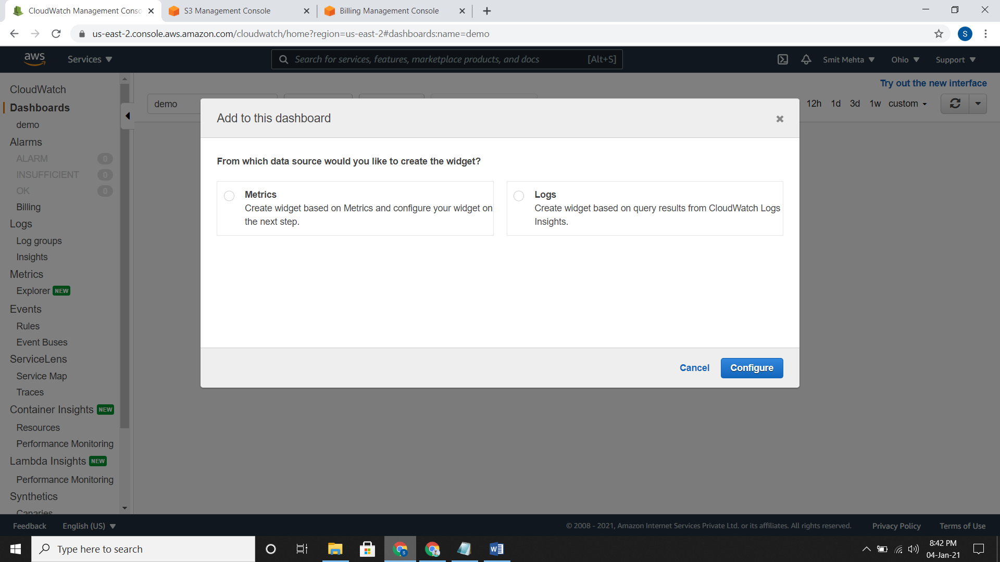 CloudWatch Management Conso
S3 Management Console
Billing Management Console
us-east-2.console.aws.amazon.com/cloudwatch/home?region=us-east-2#dashboards:name=demo
S
aws
Services
Search for services, features, marketplace products, and docs
[Alt+S]
Smit Mehta
Ohio
Support
Try out the new interface
demo
12h
1d
3d
1w
custom
CloudWatch
Dashboards
demo
Alarms
ALARM 0
INSUFFICIENT 0
OK 0
Billing
Logs
Log groups
Insights
Metrics
Explorer NEW
Events
Rules
Event Buses
ServiceLens
Service Map
Traces
Container Insights NEW
Resources
Performance Monitoring
Lambda Insights NEW
Performance Monitoring
Synthetics
Canaries
Add to this dashboard
From which data source would you like to create the widget?
Metrics
Create widget based on Metrics and configure your widget on
the next step.
Logs
Create widget based on query results from CloudWatch Logs
Insights.
Cancel
Configure
Feedback
English (US)
© 2008 - 2021, Amazon Internet Services Private Ltd. or its affiliates. All rights reserved.
Privacy Policy
Terms of Use
Type here to search
8:42 PM
04-Jan-21